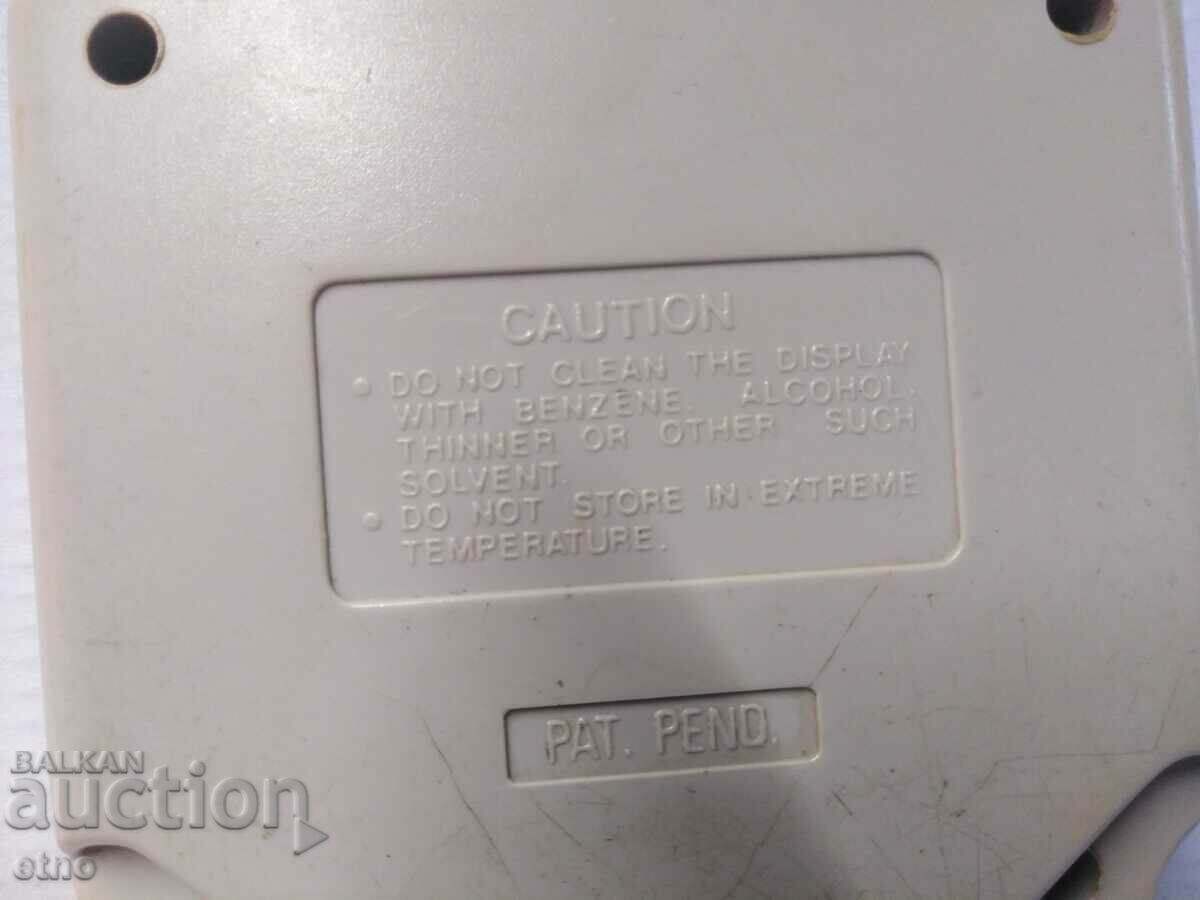 CAUTION
• DO NOT CLEAN THE DISPLAY
WITH BENZENE. ALCOHOL.
THINNER OR OTHER SUCH
SOLVENT.
• DO NOT STORE IN EXTREME
TEMPERATURE.
PAT. PEND.
BALKAN
auction
etno